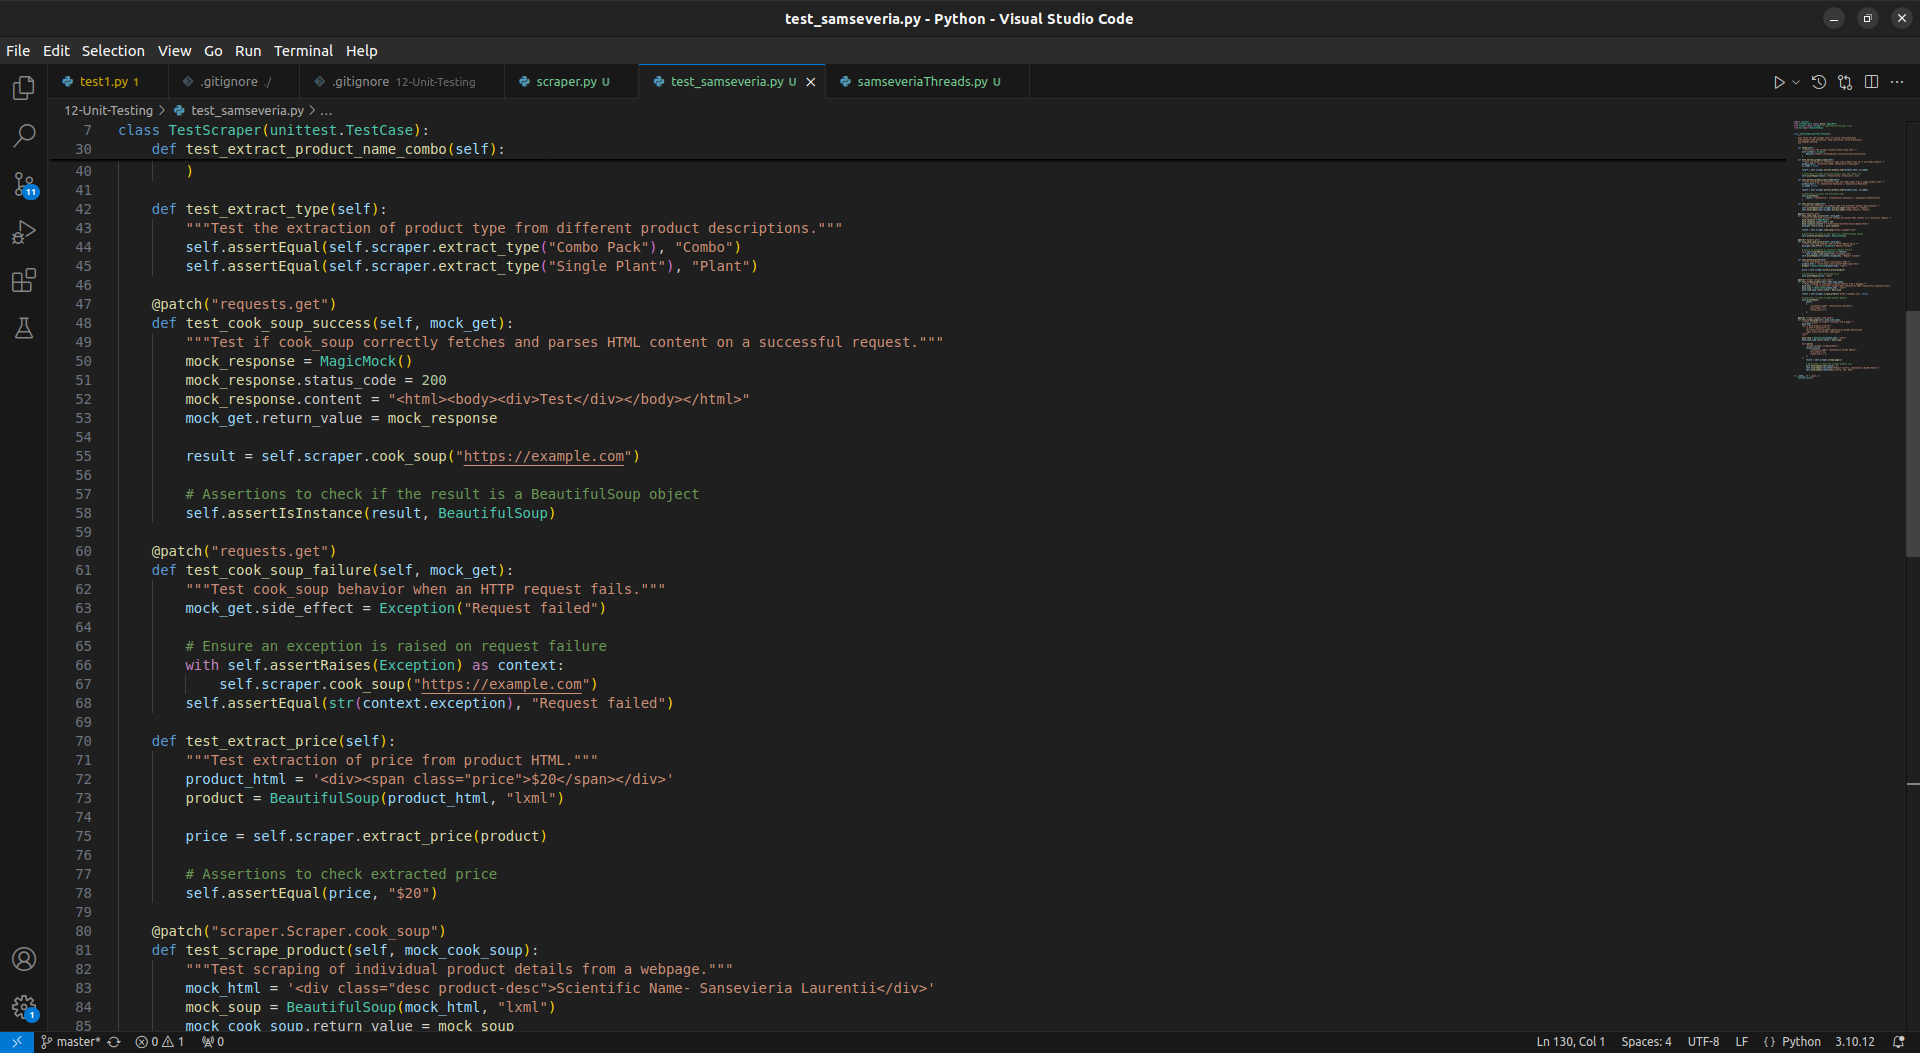 test_samseveria.py - Python - Visual Studio Code
File Edit Selection View Go Run Terminal Help
test1.py 1 .gitignore ./ .gitignore 12-Unit-Testing scraper.py U test_samseveria.py U samseveriaThreads.py U
12-Unit-Testing > test_samseveria.py > ...
7 class TestScraper(unittest.TestCase):
30 def test_extract_product_name_combo(self):
40 )
41
42 def test_extract_type(self):
43 """Test the extraction of product type from different product descriptions."""
44 self.assertEqual(self.scraper.extract_type("Combo Pack"), "Combo")
45 self.assertEqual(self.scraper.extract_type("Single Plant"), "Plant")
46
47 @patch("requests.get")
48 def test_cook_soup_success(self, mock_get):
49 """Test if cook_soup correctly fetches and parses HTML content on a successful request."""
50 mock_response = MagicMock()
51 mock_response.status_code = 200
52 mock_response.content = "<html><body><div>Test</div></body></html>"
53 mock_get.return_value = mock_response
54
55 result = self.scraper.cook_soup("https://example.com")
56
57 # Assertions to check if the result is a BeautifulSoup object
58 self.assertIsInstance(result, BeautifulSoup)
59
60 @patch("requests.get")
61 def test_cook_soup_failure(self, mock_get):
62 """Test cook_soup behavior when an HTTP request fails."""
63 mock_get.side_effect = Exception("Request failed")
64
65 # Ensure an exception is raised on request failure
66 with self.assertRaises(Exception) as context:
67 self.scraper.cook_soup("https://example.com")
68 self.assertEqual(str(context.exception), "Request failed")
69
70 def test_extract_price(self):
71 """Test extraction of price from product HTML."""
72 product_html = '<div><span class="price">$20</span></div>'
73 product = BeautifulSoup(product_html, "lxml")
74
75 price = self.scraper.extract_price(product)
76
77 # Assertions to check extracted price
78 self.assertEqual(price, "$20")
79
80 @patch("scraper.Scraper.cook_soup")
81 def test_scrape_product(self, mock_cook_soup):
82 """Test scraping of individual product details from a webpage."""
83 mock_html = '<div class="desc product-desc">Scientific Name- Sansevieria Laurentii</div>'
84 mock_soup = BeautifulSoup(mock_html, "lxml")
85 mock_cook_soup.return_value = mock_soup
11
1
master* 0 1 0 Ln 130, Col 1 Spaces: 4 UTF-8 LF {} Python 3.10.12